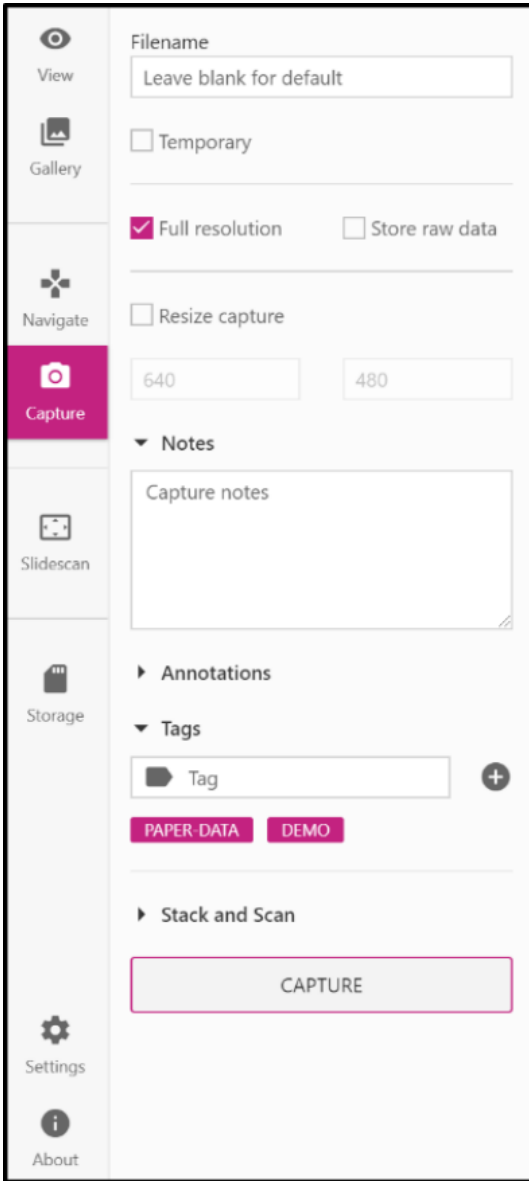 View
Gallery
Navigate
Capture
Slidescan
Storage
Settings
About
Filename
Leave blank for default
Temporary
Full resolution
Store raw data
Resize capture
640
480
Notes
Capture notes
Annotations
Tags
Tag
PAPER-DATA
DEMO
Stack and Scan
CAPTURE